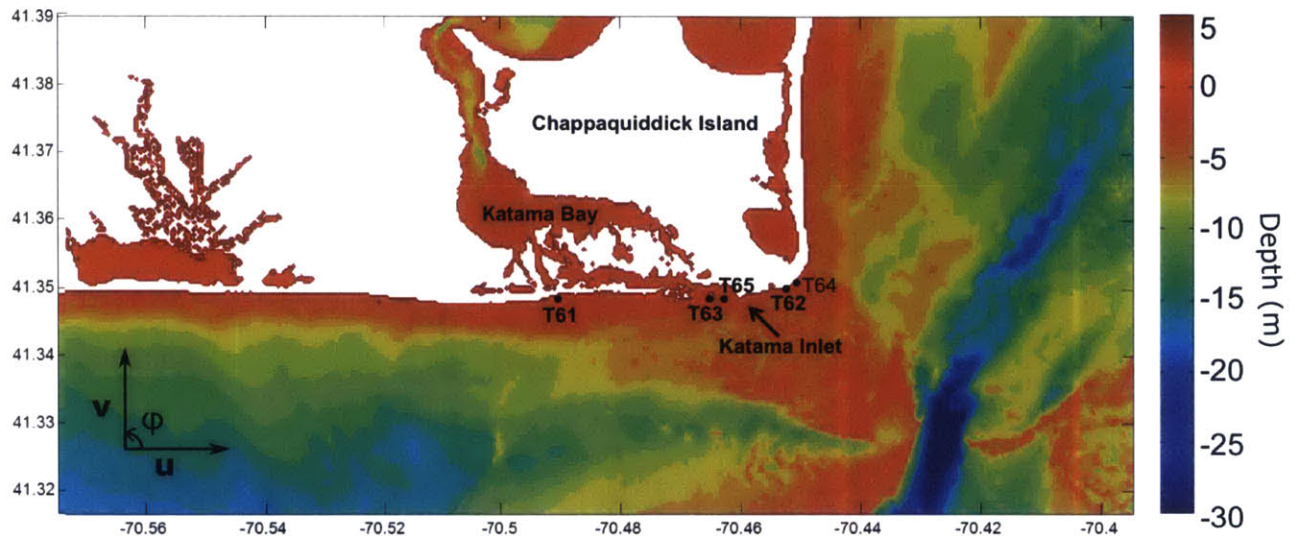 41.39
41.38
41.37
41.36
41.35
41.34
41.33
41.32
Chappaquiddick Island
Katama Bay
T61
T63
T65
T62
T64
Katama Inlet
v
φ
u
-70.56
-70.54
-70.52
-70.5
-70.48
-70.46
-70.44
-70.42
-70.4
5
0
-5
-10
-15
-20
-25
-30
Depth (m)